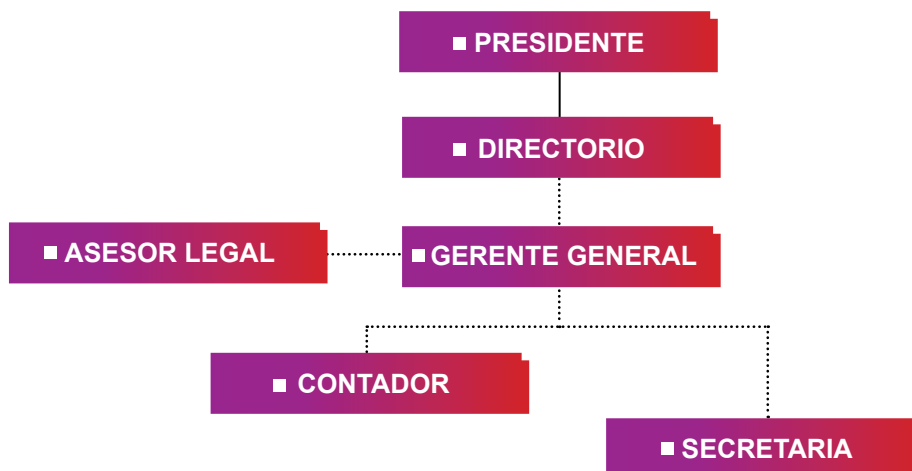 PRESIDENTE
DIRECTORIO
ASESOR LEGAL
GERENTE GENERAL
CONTADOR
SECRETARIA